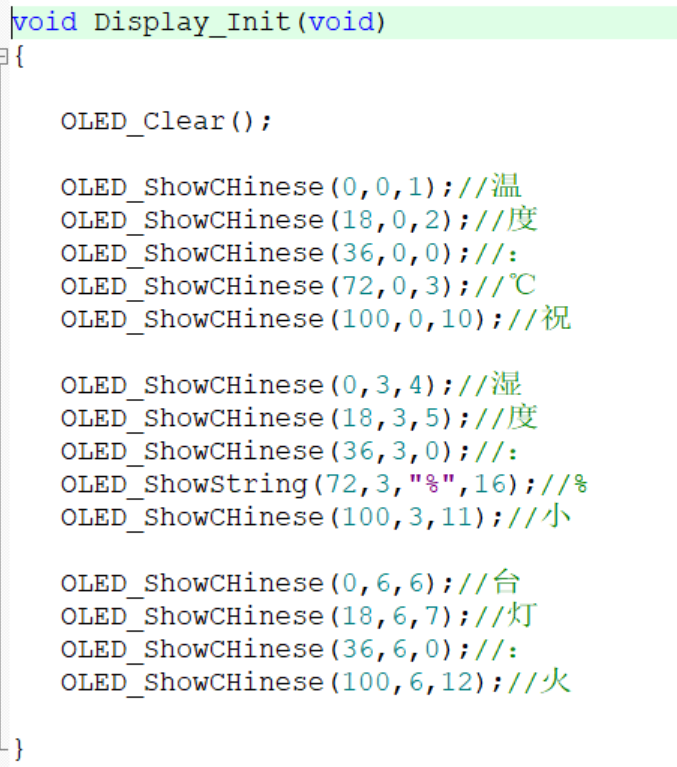 void Display_Init(void)
{
OLED_Clear();
OLED_ShowCHinese(0,0,1);//温
OLED_ShowCHinese(18,0,2);//度
OLED_ShowCHinese(36,0,0);//：
OLED_ShowCHinese(72,0,3);//℃
OLED_ShowCHinese(100,0,10);//祝
OLED_ShowCHinese(0,3,4);//湿
OLED_ShowCHinese(18,3,5);//度
OLED_ShowCHinese(36,3,0);//：
OLED_ShowString(72,3,"%",16);//%
OLED_ShowCHinese(100,3,11);//小
OLED_ShowCHinese(0,6,6);//台
OLED_ShowCHinese(18,6,7);//灯
OLED_ShowCHinese(36,6,0);//：
OLED_ShowCHinese(100,6,12);//火
}